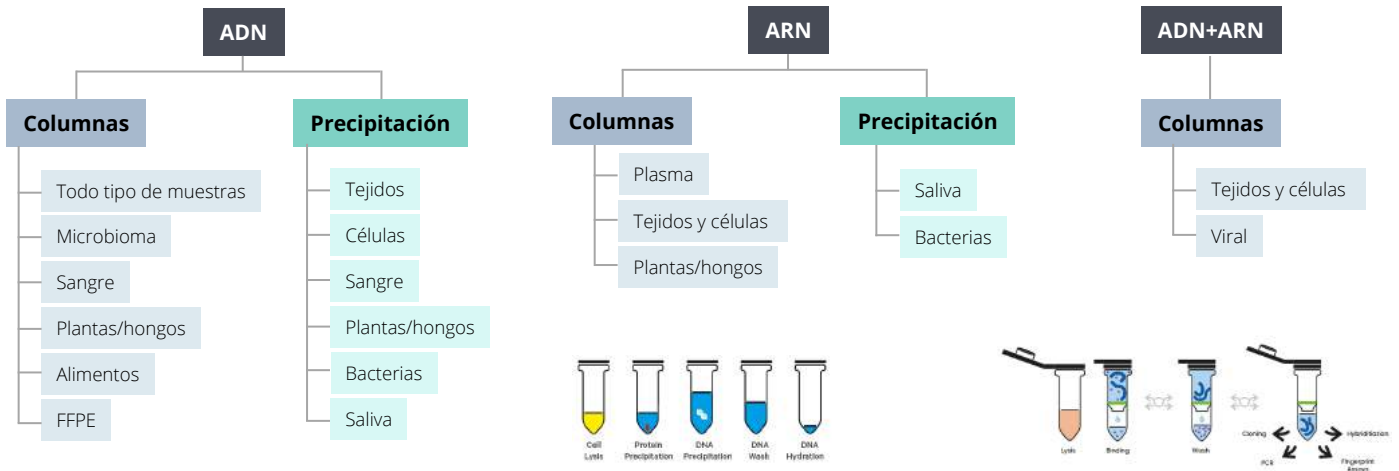 ADN
Columnas
Todo tipo de muestras
Microbioma
Sangre
Plantas/hongos
Alimentos
FFPE
Precipitación
Tejidos
Células
Sangre
Plantas/hongos
Bacterias
Saliva
ARN
Columnas
Plasma
Tejidos y células
Plantas/hongos
Precipitación
Saliva
Bacterias
ADN+ARN
Columnas
Tejidos y células
Viral
Cell
Lysis
Protein
Precipitation
DNA
Precipitation
DNA
Wash
DNA
Hydration
Lysis
Binding
Wash
Cloning
Hybridization
PCR
Fingerprint